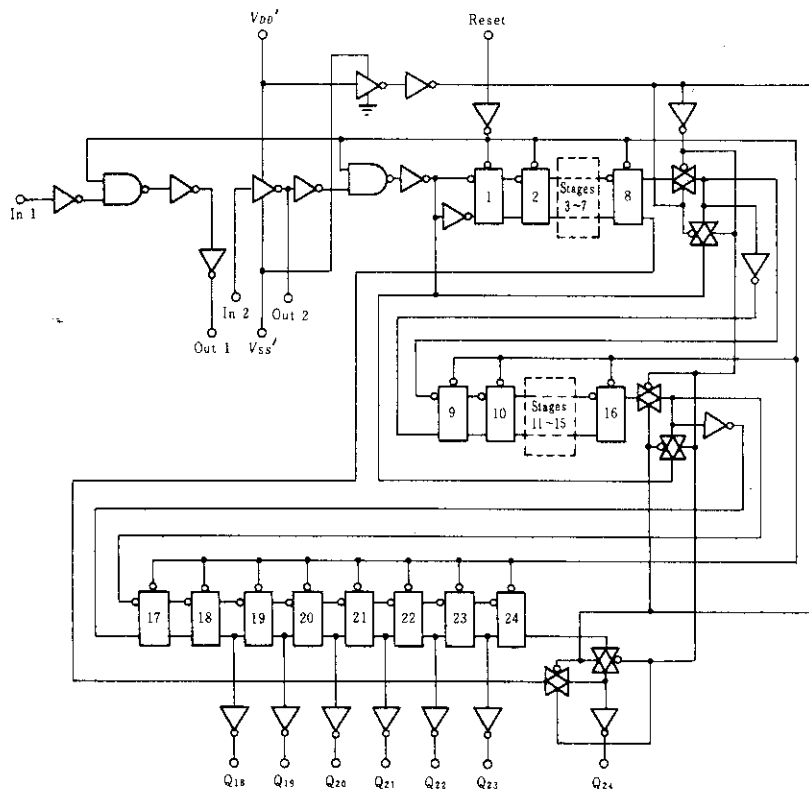 V_DD' Reset
1 2 Stages 3~7 8
In 1
In 2 Out 2
Out 1 V_SS'
9 10 Stages 11~15 16
17 18 19 20 21 22 23 24
Q18 Q19 Q20 Q21 Q22 Q23 Q24